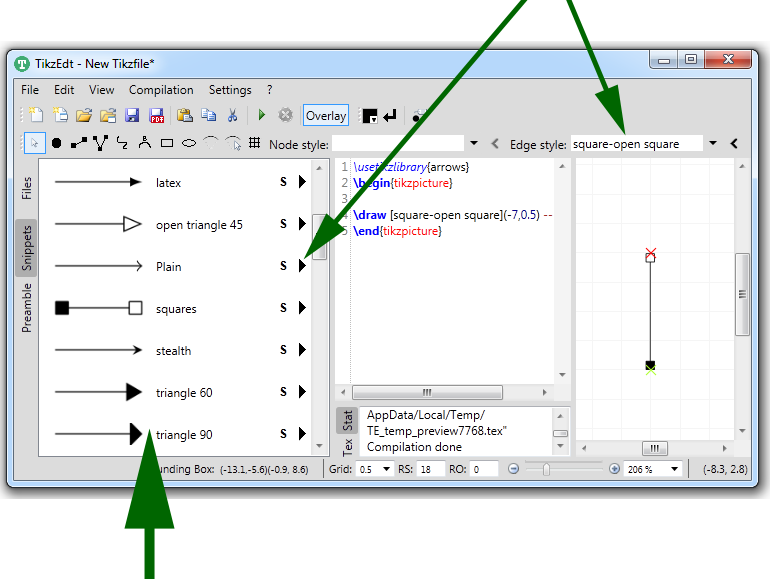 TikzEdt - New Tikzfile*
File Edit View Compilation Settings ?
Overlay
Node style: Edge style: square-open square
Files
Snippets
Preamble
latex S
open triangle 45 S
Plain S
squares S
stealth S
triangle 60 S
triangle 90 S
1 \usetikzlibrary{arrows}
2 \begin{tikzpicture}
3
\draw [square-open square](-7,0.5) --
5 \end{tikzpicture}
Stat
Tex
AppData/Local/Temp/
TE_temp_preview7768.tex"
Compilation done
Box: (-13.1,-5.6)(-0.9, 8.6) Grid: 0.5 RS: 18 RO: 0 206 % (-8.3, 2.8)